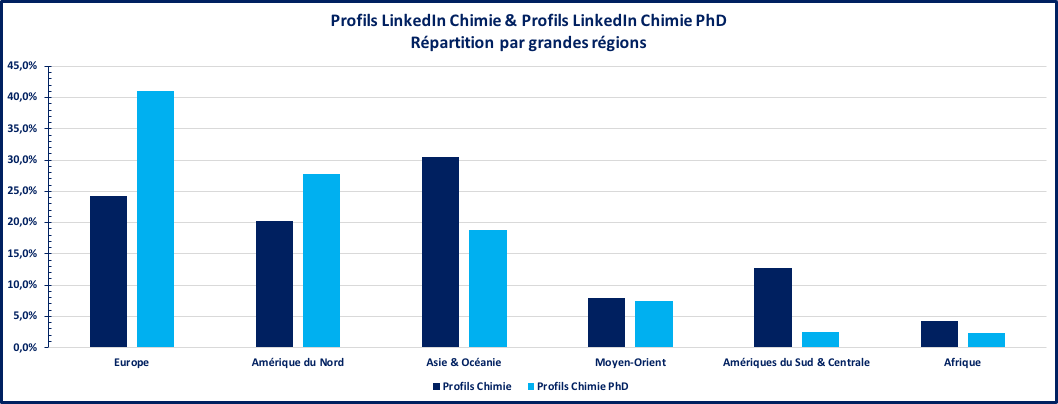 Profils LinkedIn Chimie & Profils LinkedIn Chimie PhD
Répartition par grandes régions
45,0%
40,0%
35,0%
30,0%
25,0%
20,0%
15,0%
10,0%
5,0%
0,0%
Europe
Amérique du Nord
Asie & Océanie
Moyen-Orient
Amériques du Sud & Centrale
Afrique
Profils Chimie
Profils Chimie PhD